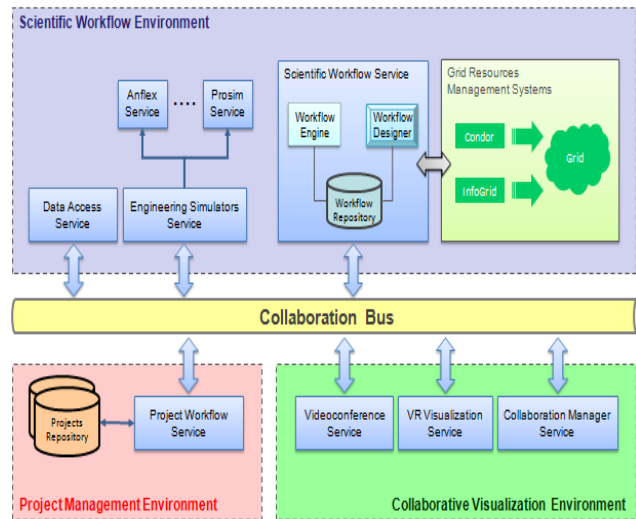 Scientific Workflow Environment
Anflex
Service
....
Prosim
Service
Data Access
Service
Engineering Simulators
Service
Scientific Workflow Service
Workflow
Engine
Workflow
Designer
Workflow
Repository
Grid Resources
Management Systems
Condor
InfoGrid
Grid
Collaboration Bus
Projects
Repository
Project Workflow
Service
Project Management Environment
Videoconference
Service
VR Visualization
Service
Collaboration Manager
Service
Collaborative Visualization Environment